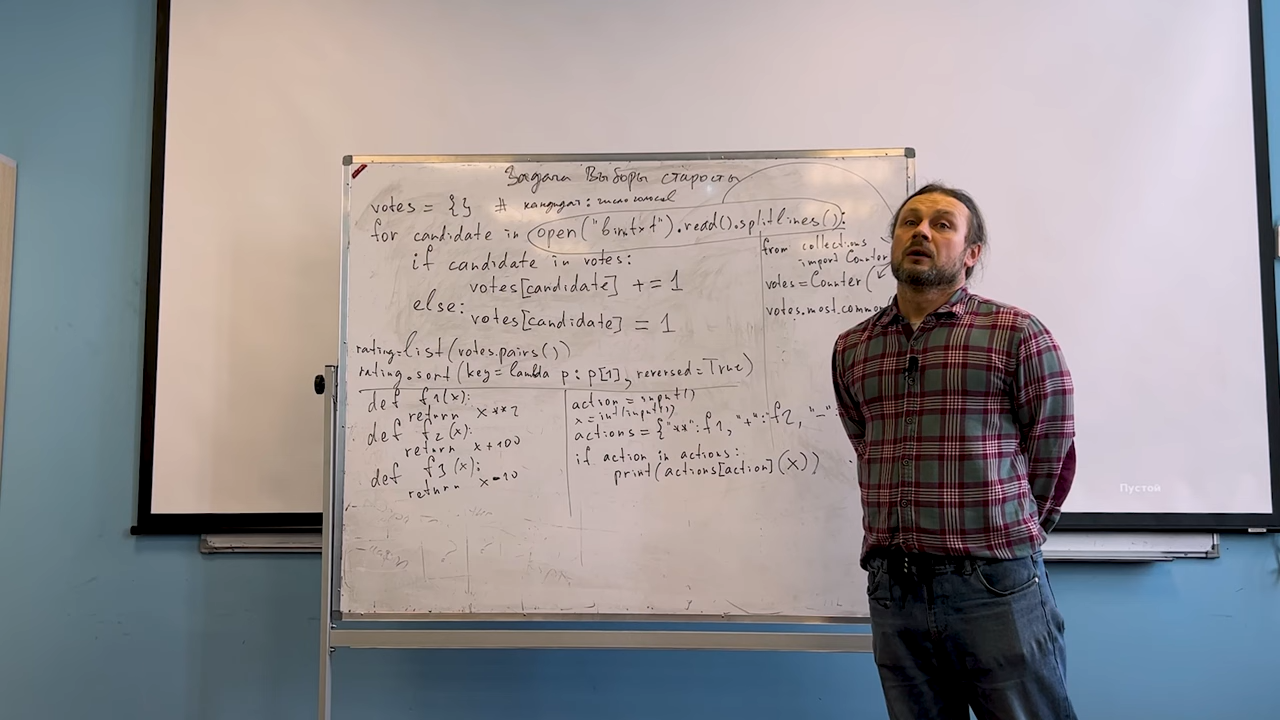 Задача Выборы старосты
votes = {} # кандидат: число голосов
for candidate in open("bin.txt").read().splitlines():
if candidate in votes:
votes[candidate] += 1
else:
votes[candidate] = 1
rating=list(votes.pairs())
rating.sort(key=lambda p: p[1], reversed=True)
from collections
import Counter
votes=Counter(
votes.most_common
def f1(x):
return x**2
def f2(x):
return x+100
def f3(x):
return x-10
action = input()
x=int(input())
actions = {"**":f1, "+":f2, "-":
if action in actions:
print(actions[action](x))
Пустой